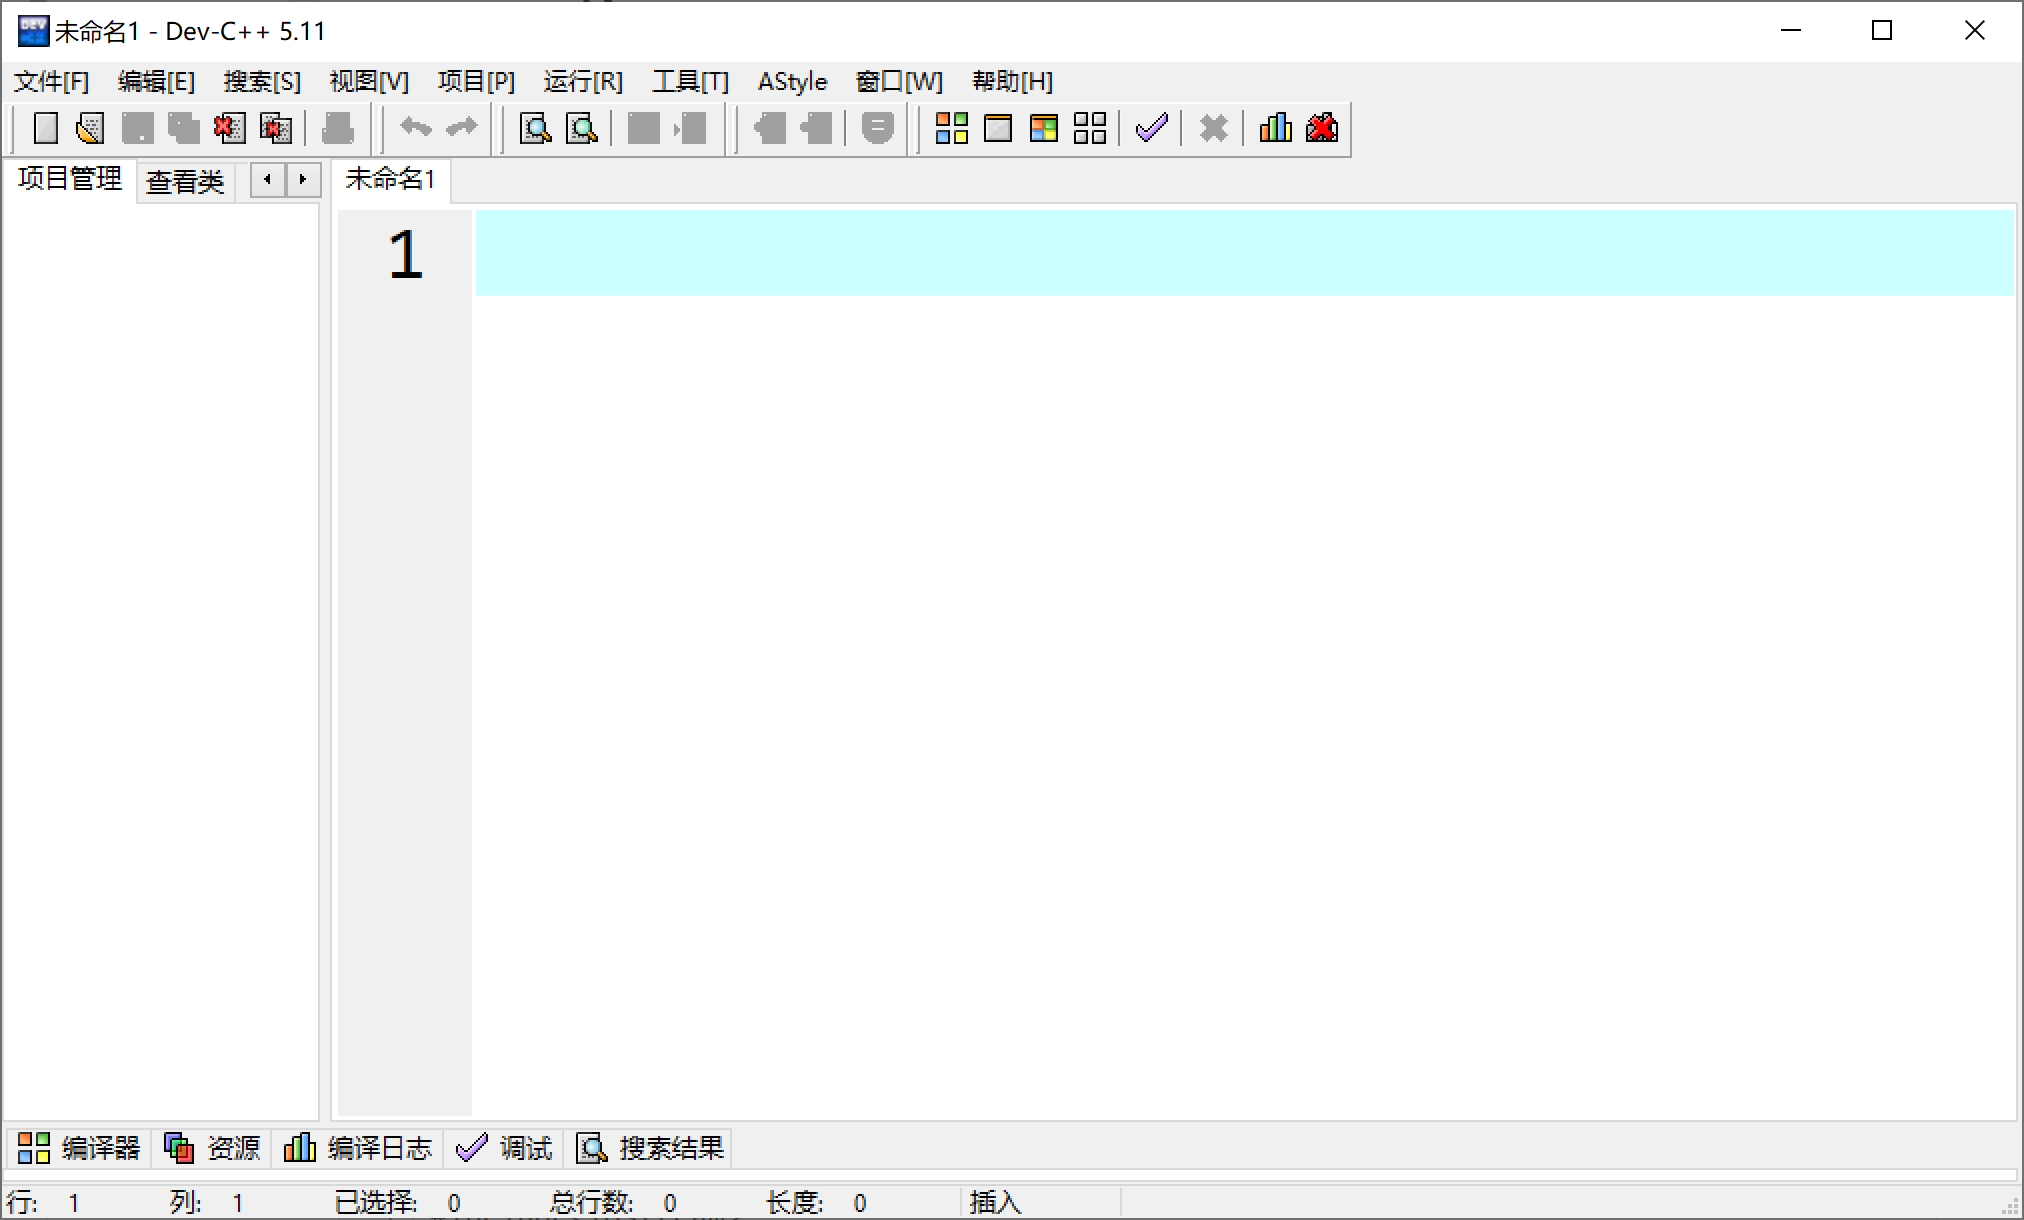 未命名1 - Dev-C++ 5.11
文件[F] 编辑[E] 搜索[S] 视图[V] 项目[P] 运行[R] 工具[T] AStyle 窗口[W] 帮助[H]
项目管理 查看类 未命名1
1
编译器 资源 编译日志 调试 搜索结果
行: 1 列: 1 已选择: 0 总行数: 0 长度: 0 插入